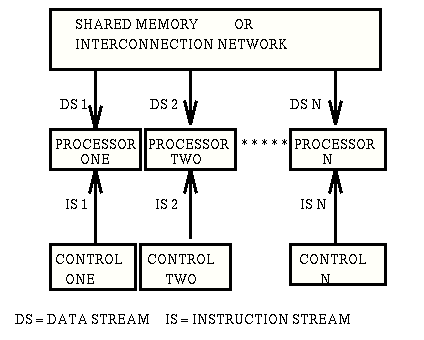 SHARED MEMORY OR
INTERCONNECTION NETWORK
DS 1 DS 2 DS N
PROCESSOR PROCESSOR * * * * * PROCESSOR
ONE TWO N
IS 1 IS 2 IS N
CONTROL CONTROL CONTROL
ONE TWO N
DS = DATA STREAM IS = INSTRUCTION STREAM